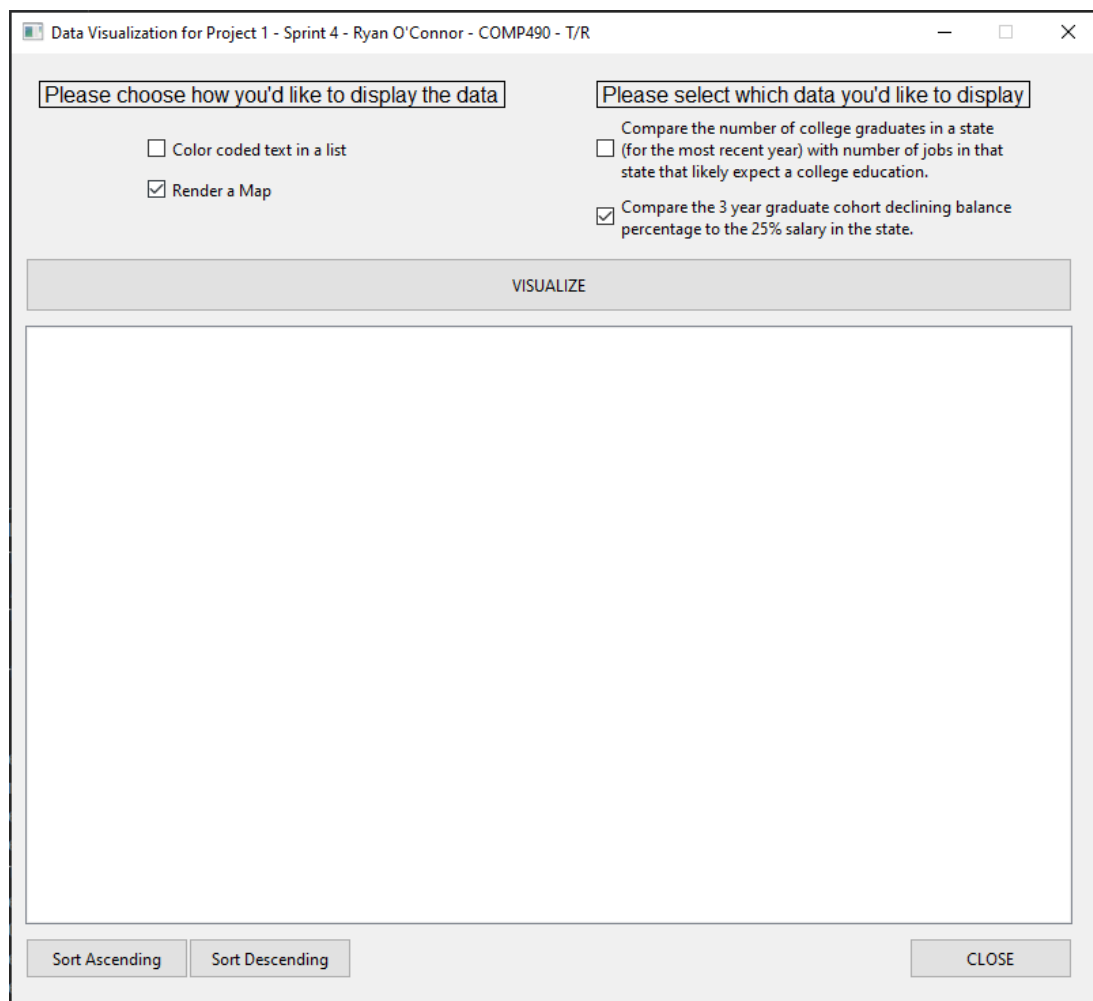 Data Visualization for Project 1 - Sprint 4 - Ryan O'Connor - COMP490 - T/R
Please choose how you'd like to display the data
Color coded text in a list
Render a Map
Please select which data you'd like to display
Compare the number of college graduates in a state
(for the most recent year) with number of jobs in that
state that likely expect a college education.
Compare the 3 year graduate cohort declining balance
percentage to the 25% salary in the state.
VISUALIZE
Sort Ascending
Sort Descending
CLOSE